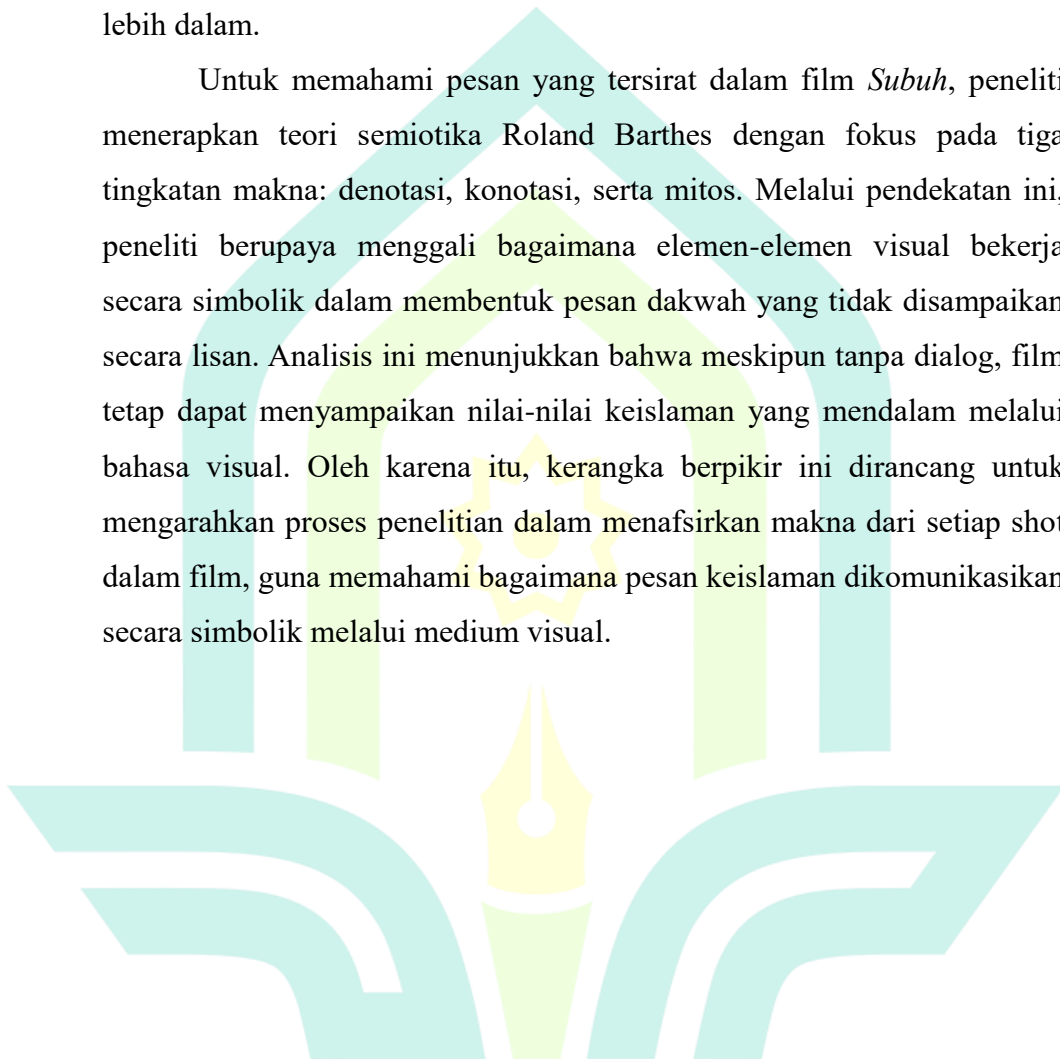 lebih dalam.
Untuk memahami pesan yang tersirat dalam film Subuh, peneliti
menerapkan teori semiotika Roland Barthes dengan fokus pada tiga
tingkatan makna: denotasi, konotasi, serta mitos. Melalui pendekatan ini,
peneliti berupaya menggali bagaimana elemen-elemen visual bekerja
secara simbolik dalam membentuk pesan dakwah yang tidak disampaikan
secara lisan. Analisis ini menunjukkan bahwa meskipun tanpa dialog, film
tetap dapat menyampaikan nilai-nilai keislaman yang mendalam melalui
bahasa visual. Oleh karena itu, kerangka berpikir ini dirancang untuk
mengarahkan proses penelitian dalam menafsirkan makna dari setiap shot
dalam film, guna memahami bagaimana pesan keislaman dikomunikasikan
secara simbolik melalui medium visual.